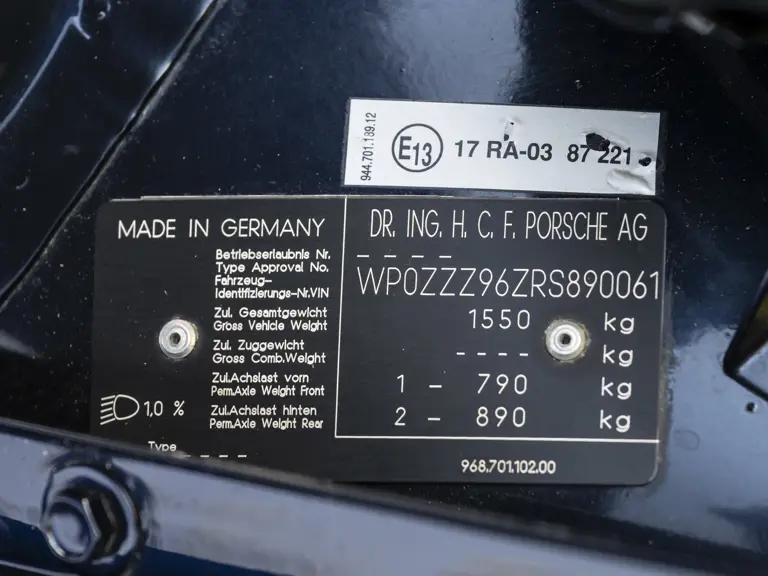 944.701.189.12
E13 17 RA-03 87 221
MADE IN GERMANY
DR. ING. H. C. F. PORSCHE AG
Betriebserlaubnis Nr.
Type Approval No.
- - - -
Fahrzeug-
Identifizierungs-Nr.VIN
WP0ZZZ96ZRS890061
Zul. Gesamtgewicht
Gross Vehicle Weight
1550 kg
Zul. Zuggewicht
Gross Comb.Weight
- - - - kg
Zul.Achslast vorn
Perm.Axle Weight Front
1 - 790 kg
1,0 %
Zul.Achslast hinten
Perm.Axle Weight Rear
2 - 890 kg
Type
- - - -
968.701.102.00